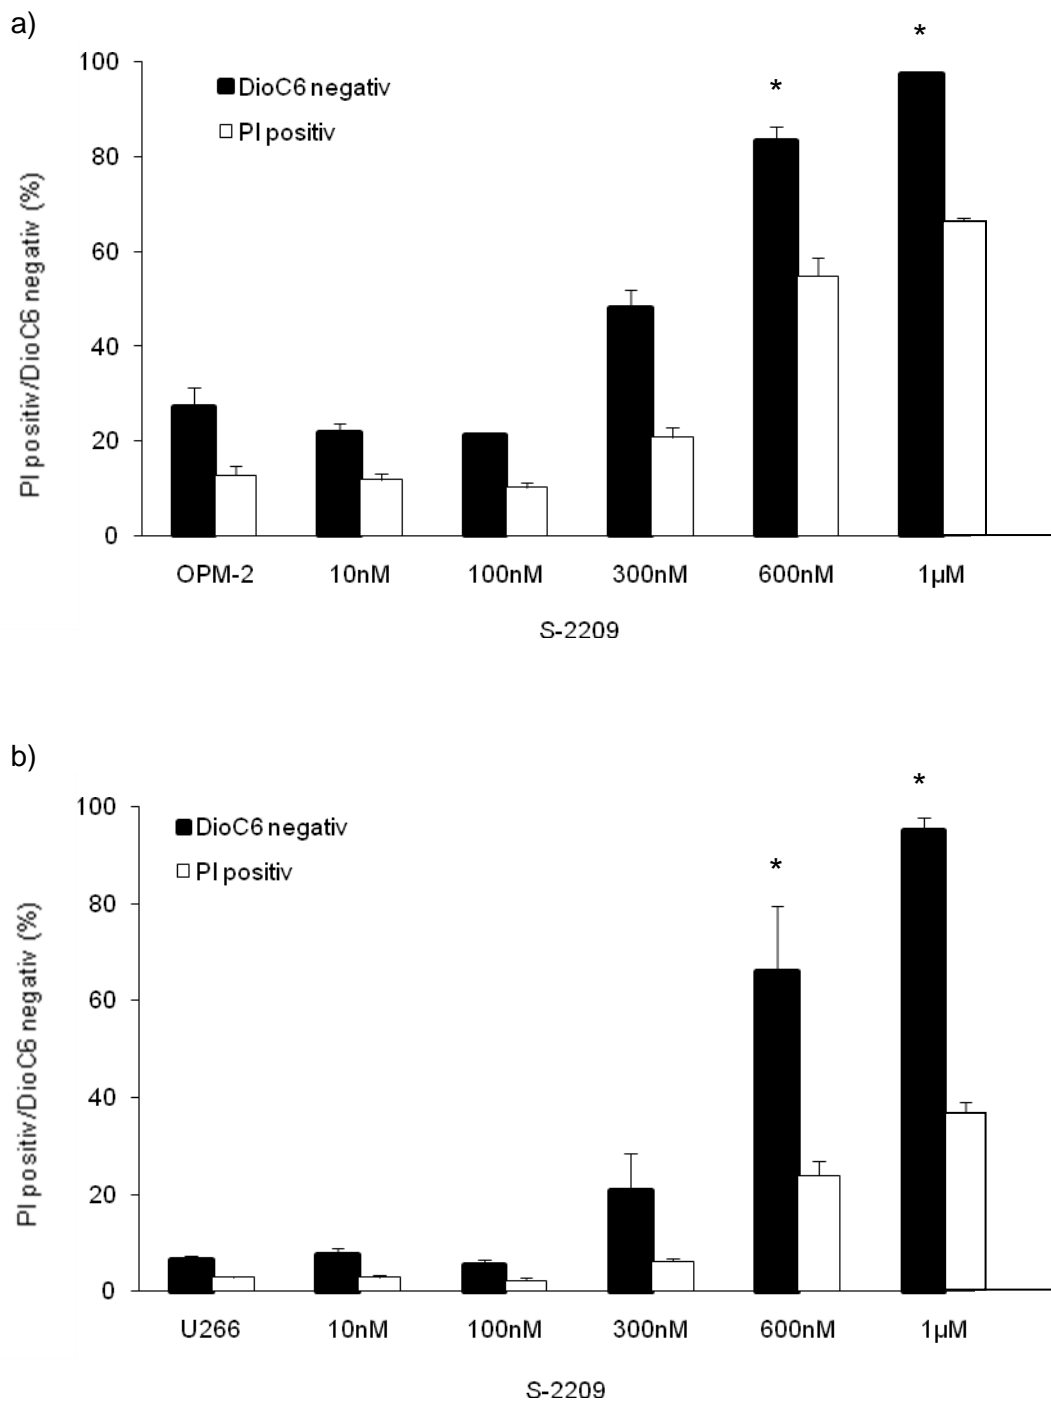 a)
*
*
100
80
60
40
20
0
DioC6 negativ
PI positiv
PI positiv/DioC6 negativ (%)
OPM-2 10nM 100nM 300nM 600nM 1µM
S-2209
b)
*
*
100
80
60
40
20
0
DioC6 negativ
PI positiv
PI positiv/DioC6 negativ (%)
U266 10nM 100nM 300nM 600nM 1µM
S-2209